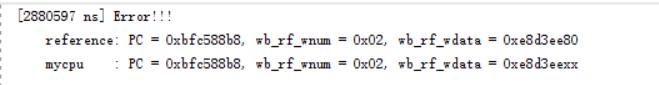 [2880597 ns] Error!!!
reference: PC = 0xbfc588b8, wb_rf_wnum = 0x02, wb_rf_wdata = 0xe8d3ee80
mycpu    : PC = 0xbfc588b8, wb_rf_wnum = 0x02, wb_rf_wdata = 0xe8d3eexx